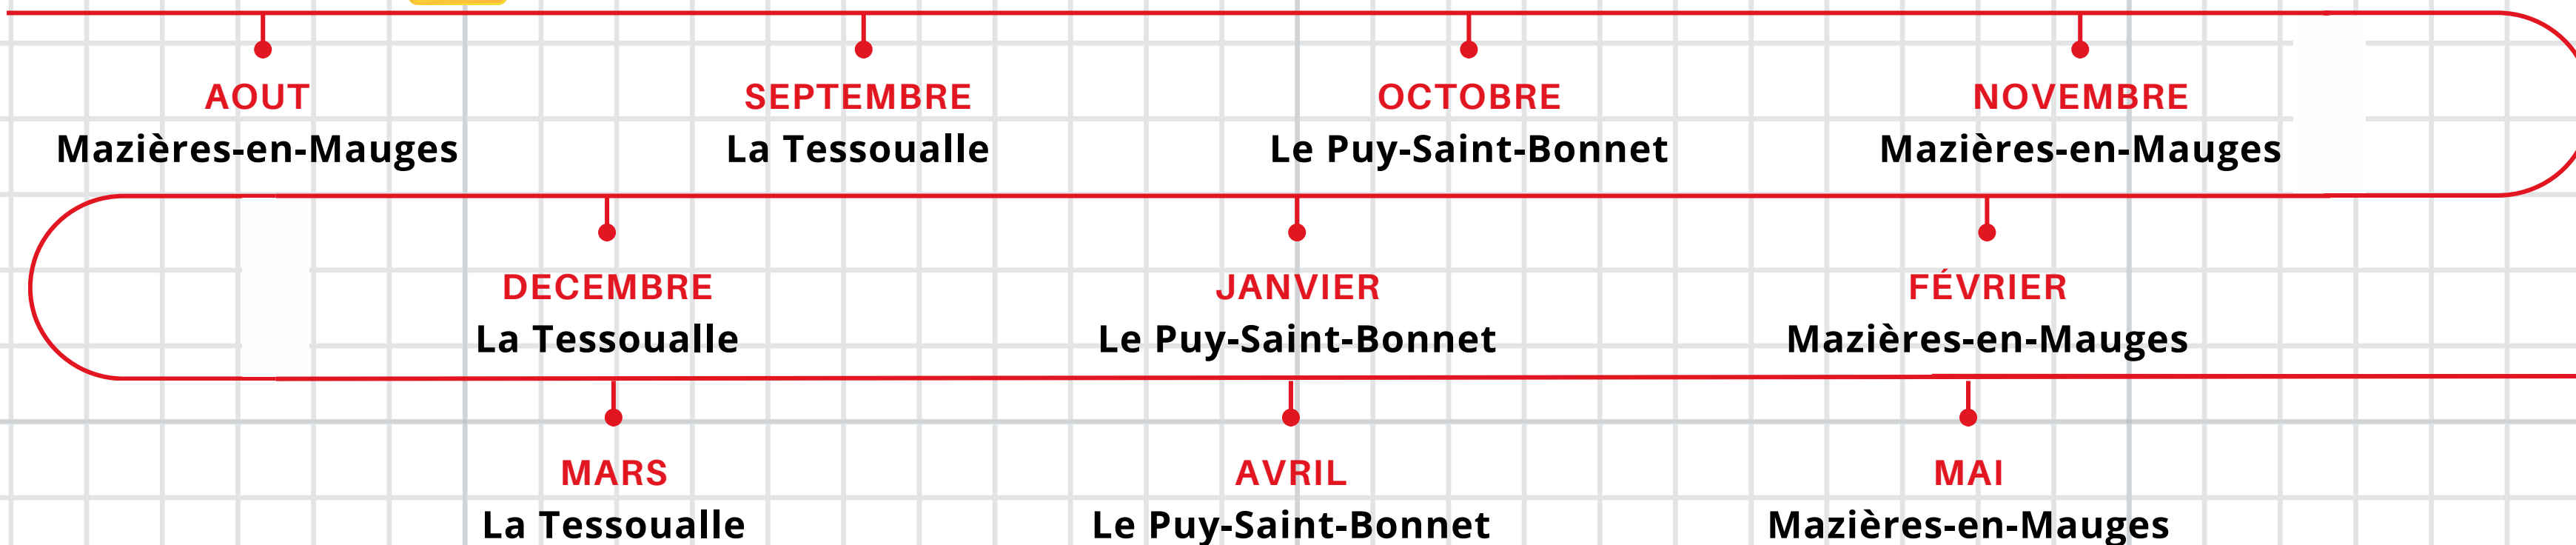 AOUT
Mazières-en-Mauges
SEPTEMBRE
La Tessoualle
OCTOBRE
Le Puy-Saint-Bonnet
NOVEMBRE
Mazières-en-Mauges
DECEMBRE
La Tessoualle
JANVIER
Le Puy-Saint-Bonnet
FÉVRIER
Mazières-en-Mauges
MARS
La Tessoualle
AVRIL
Le Puy-Saint-Bonnet
MAI
Mazières-en-Mauges